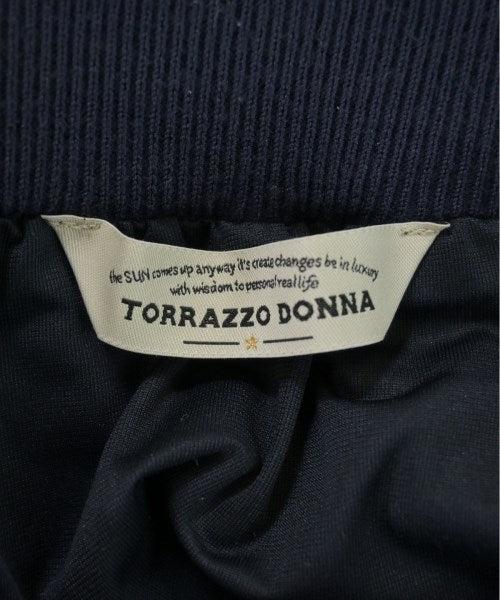 the SUN comes up anyway it's create changes be in luxury
with wisdom to personal real life
TORRAZZO DONNA